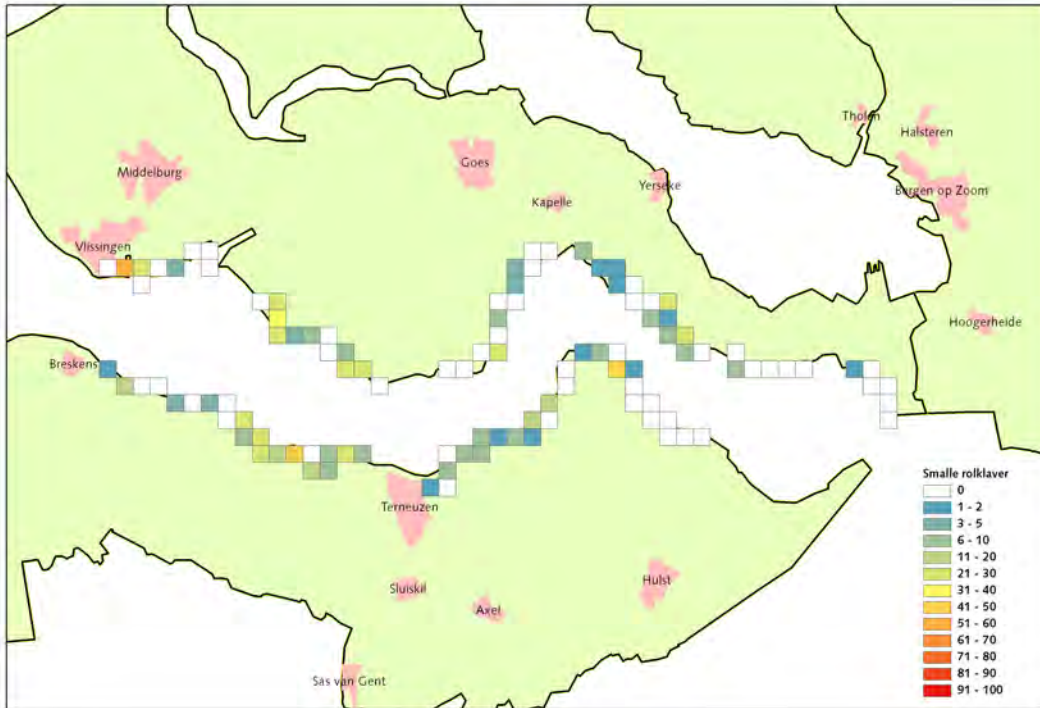 Tholen
Halsteren
Middelburg
Goes
Yerseke
Bergen op Zoom
Kapelle
Vlissingen
Hoogerheide
Breskens
Terneuzen
Sluiskil
Axel
Hulst
Sas van Gent
Smalle rolklaver
0
1 - 2
3 - 5
6 - 10
11 - 20
21 - 30
31 - 40
41 - 50
51 - 60
61 - 70
71 - 80
81 - 90
91 - 100